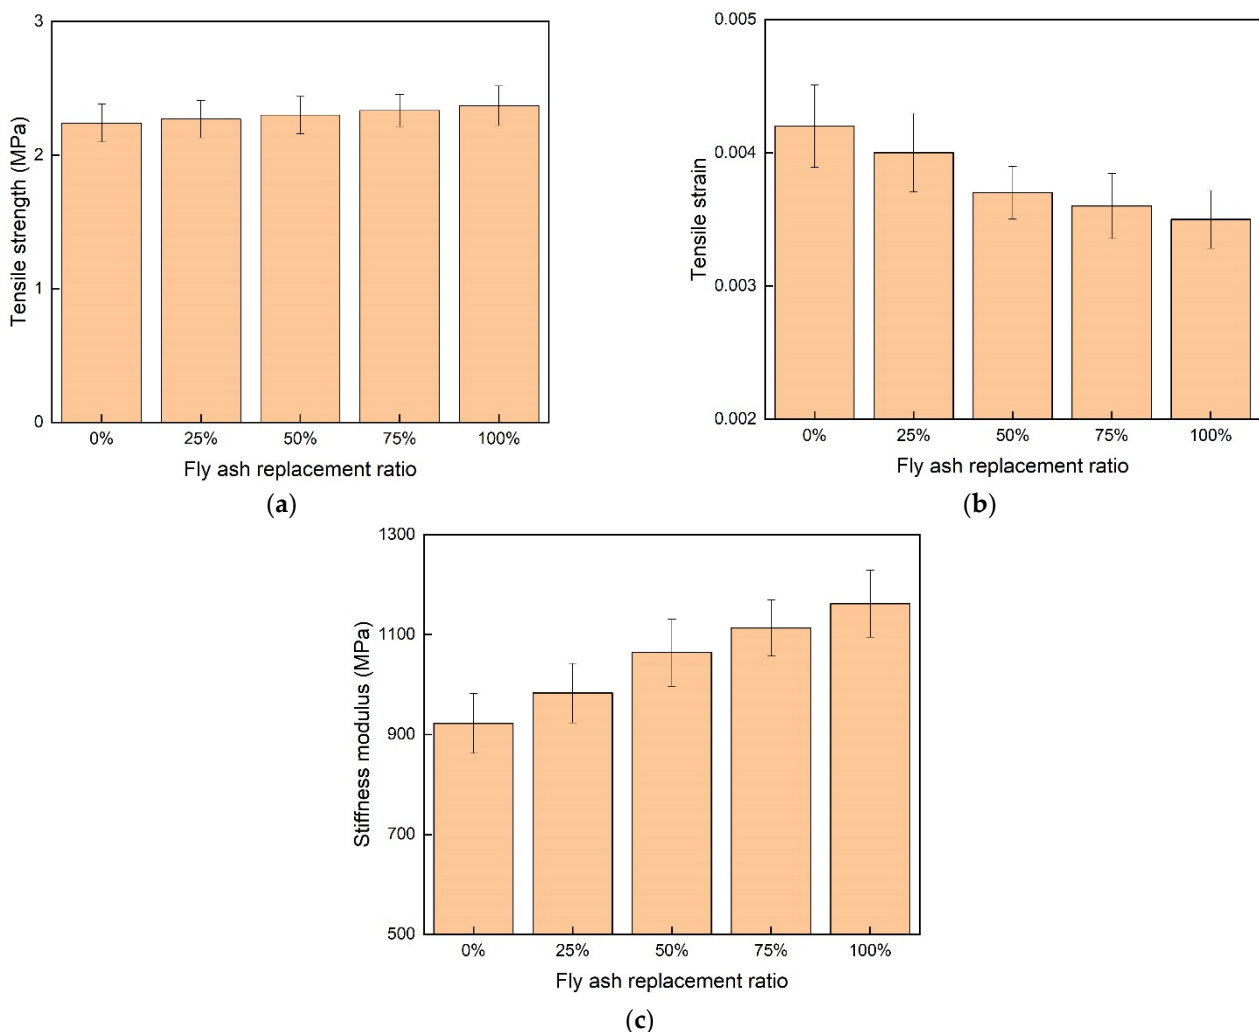 3
2
1
0
Tensile strength (MPa)
0% 25% 50% 75% 100%
Fly ash replacement ratio
(a)
0.005
0.004
0.003
0.002
Tensile strain
0% 25% 50% 75% 100%
Fly ash replacement ratio
(b)
1300
1100
900
700
500
Stiffness modulus (MPa)
0% 25% 50% 75% 100%
Fly ash replacement ratio
(c)